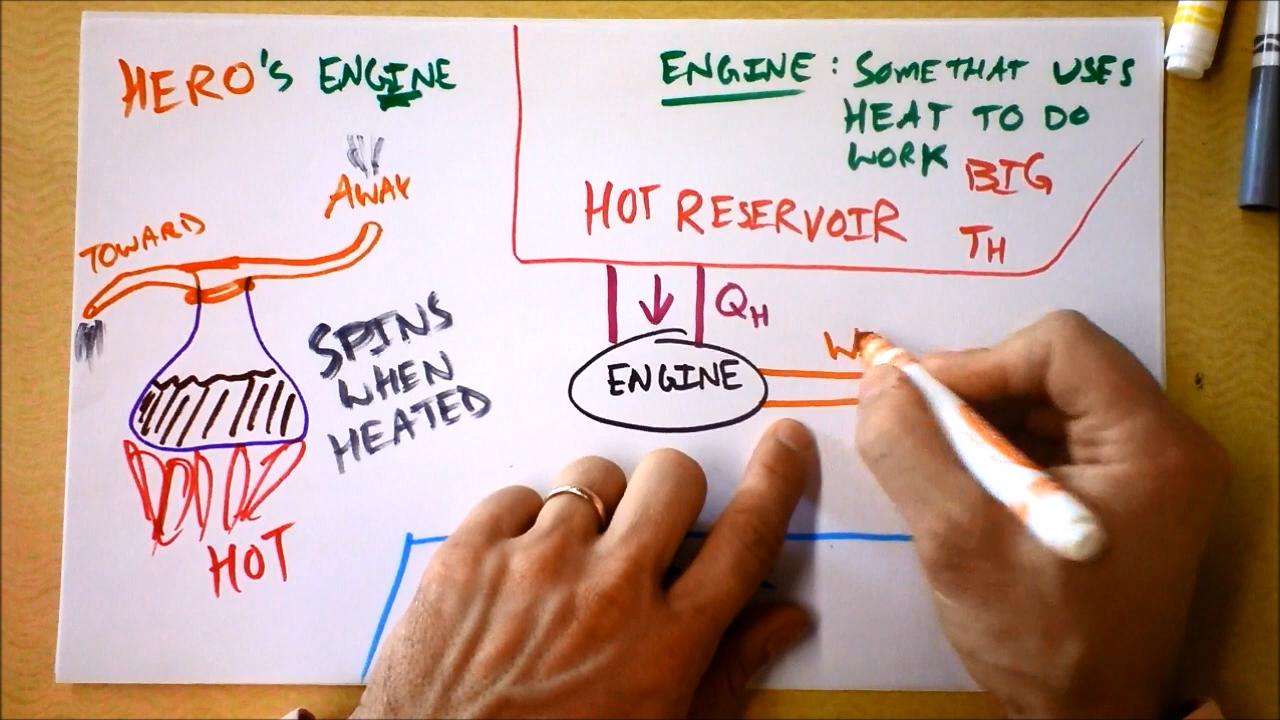 HERO's ENGINE
AWAY
TOWARD
SPINS
WHEN
HEATED
HOT
ENGINE : SOMETHAT USES
HEAT TO DO
WORK
BIG
HOT RESERVOIR
TH
QH
ENGINE